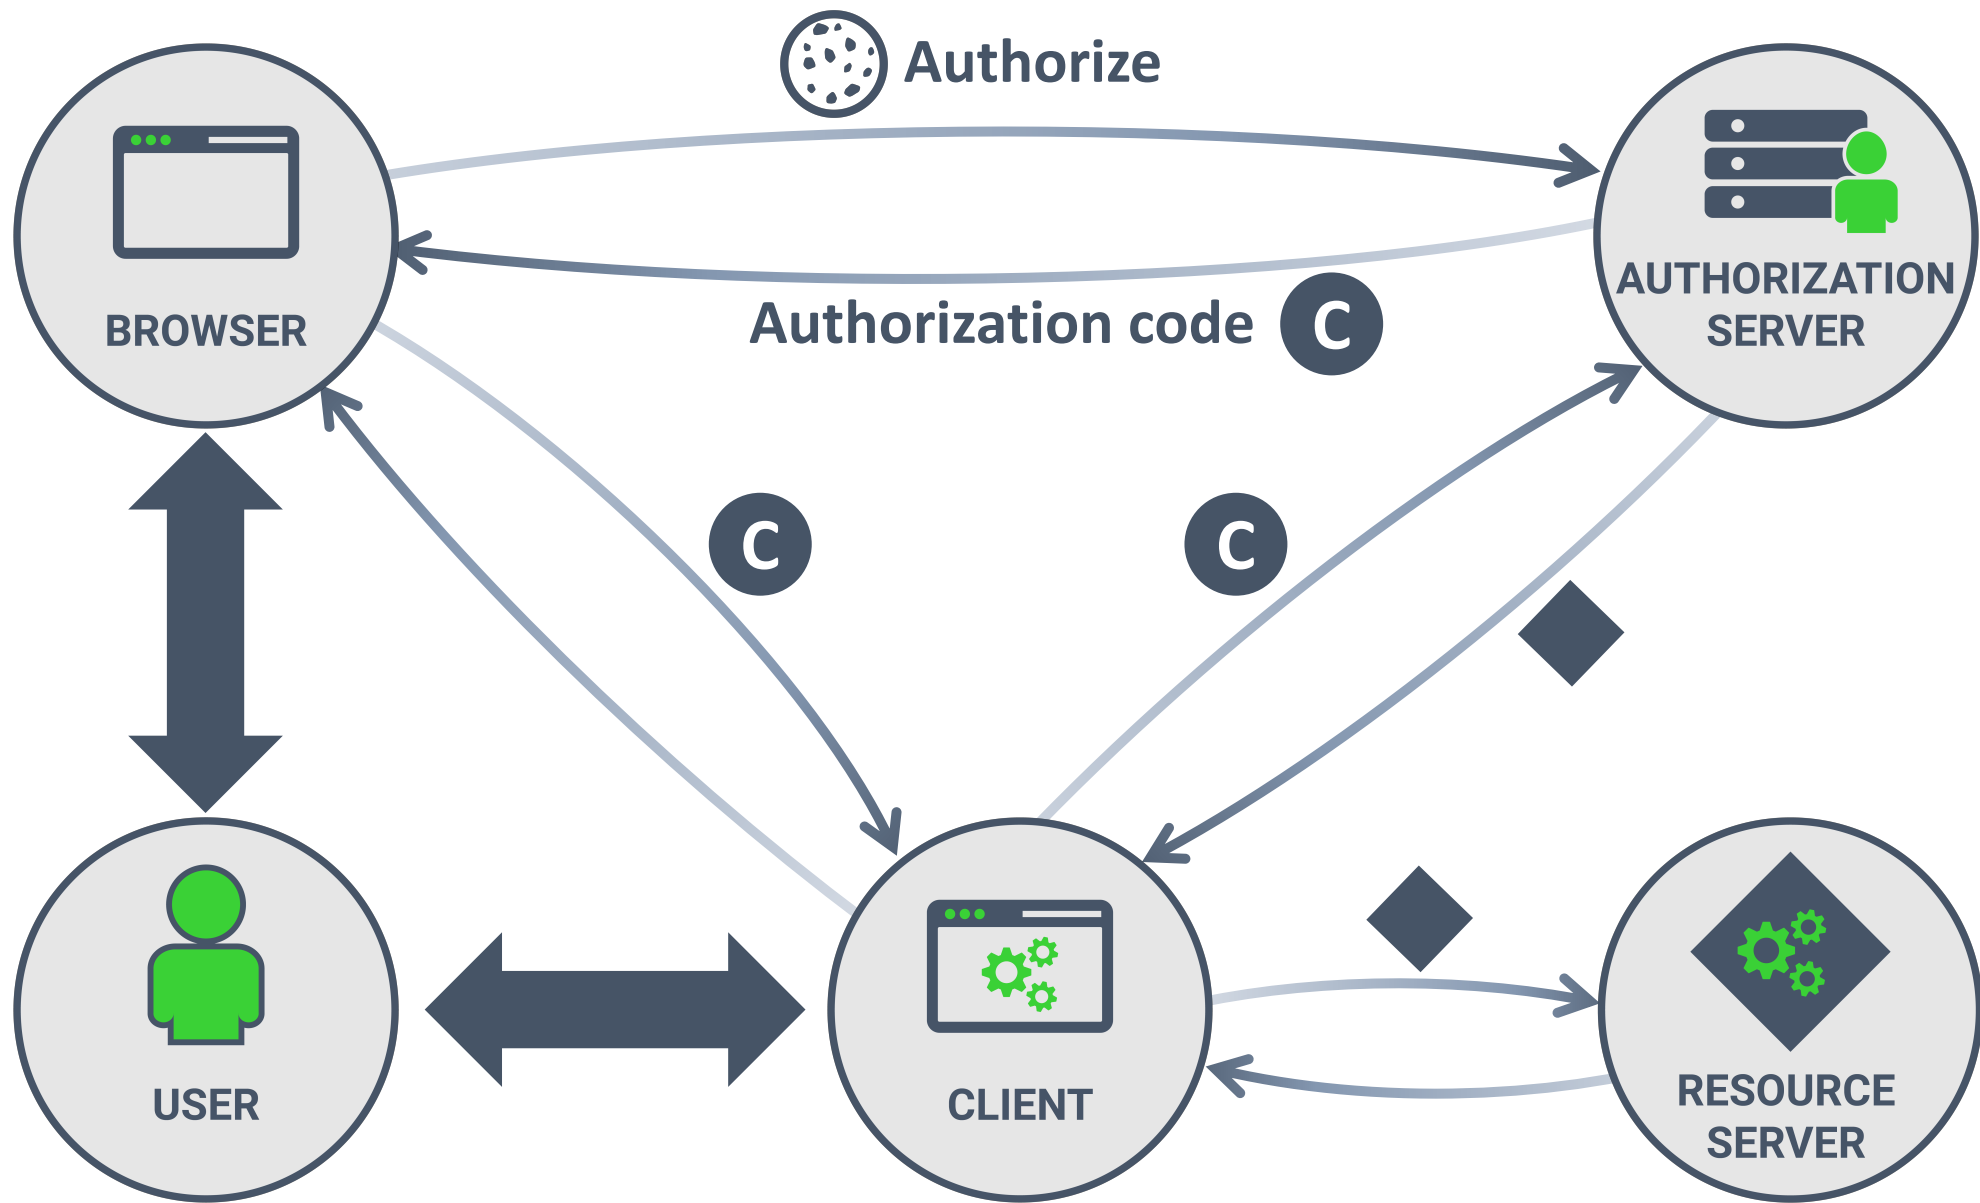 Authorize
BROWSER
AUTHORIZATION
SERVER
Authorization code C
C
C
USER
CLIENT
RESOURCE
SERVER